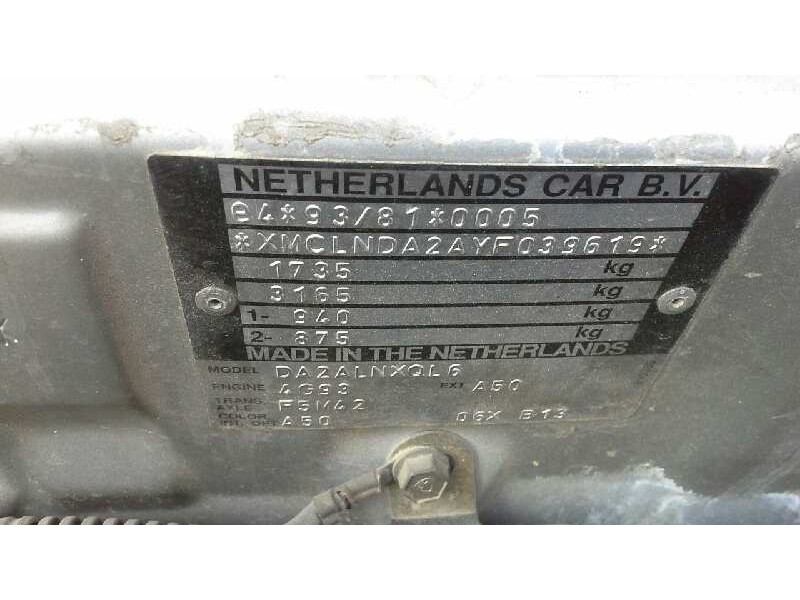 NETHERLANDS CAR B.V.
e4*93/81*0005
*XMCLNDA2AYF039619*
1735 kg
3165 kg
1- 940 kg
2- 875 kg
MADE IN THE NETHERLANDS
MODEL DA2ALNXQL6
ENGINE 4G93 EXT A50
TRANS. AXLE F5M42
COLOR INT. OPT A50 06X B13